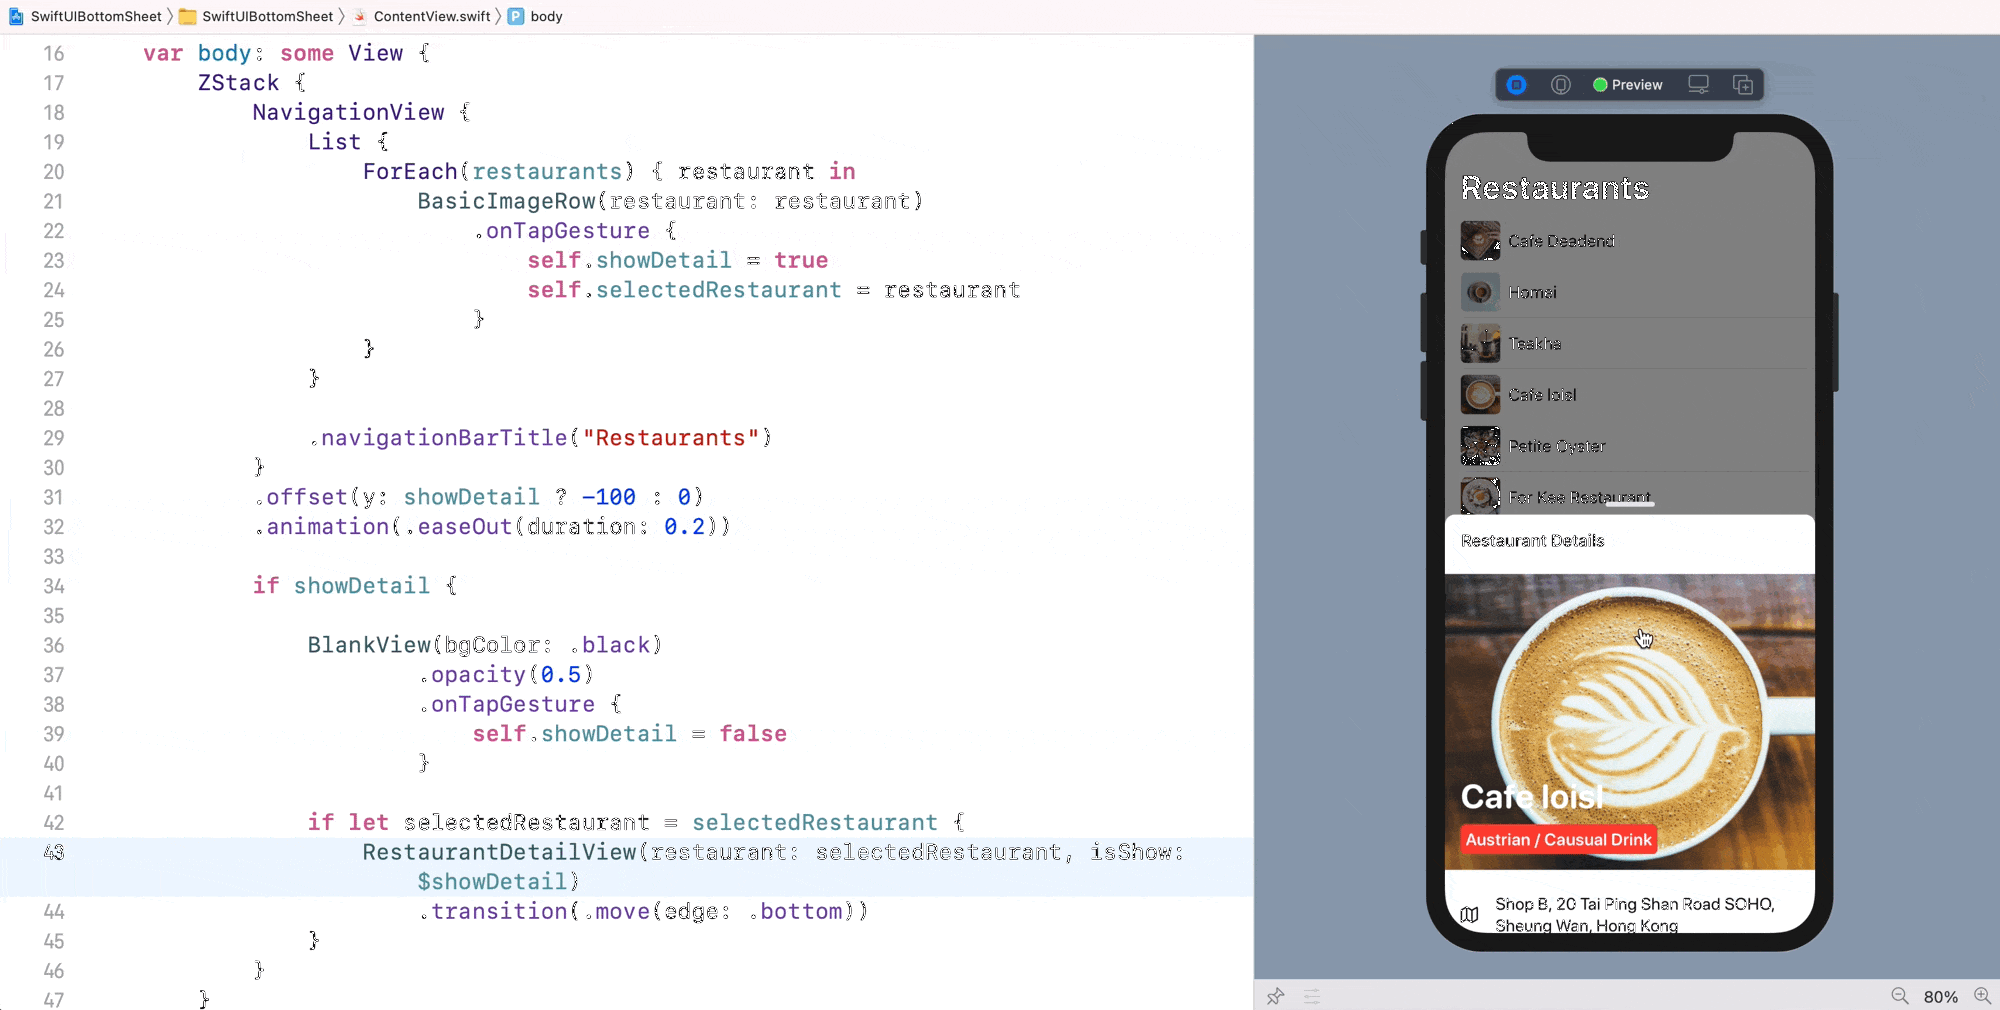 SwiftUIBottomSheet 〉 SwiftUIBottomSheet 〉 ContentView.swift 〉 P body
16 var body: some View {
17 ZStack {
18 NavigationView {
19 List {
20 ForEach(restaurants) { restaurant in
21 BasicImageRow(restaurant: restaurant)
22 .onTapGesture {
23 self.showDetail = true
24 self.selectedRestaurant = restaurant
25 }
26 }
27 }
28
29 .navigationBarTitle("Restaurants")
30 }
31 .offset(y: showDetail ? -100 : 0)
32 .animation(.easeOut(duration: 0.2))
33
34 if showDetail {
35
36 BlankView(bgColor: .black)
37 .opacity(0.5)
38 .onTapGesture {
39 self.showDetail = false
40 }
41
42 if let selectedRestaurant = selectedRestaurant {
43 RestaurantDetailView(restaurant: selectedRestaurant, isShow:
$showDetail)
44 .transition(.move(edge: .bottom))
45 }
46 }
47 }
Preview
Restaurants
Cafe Deadend
Homei
Teakha
Cafe loisl
Petite Oyster
For Kee Restaurant
Restaurant Details
Cafe loisl
Austrian / Causual Drink
Shop B, 20 Tai Ping Shan Road SOHO,
Sheung Wan, Hong Kong
80%